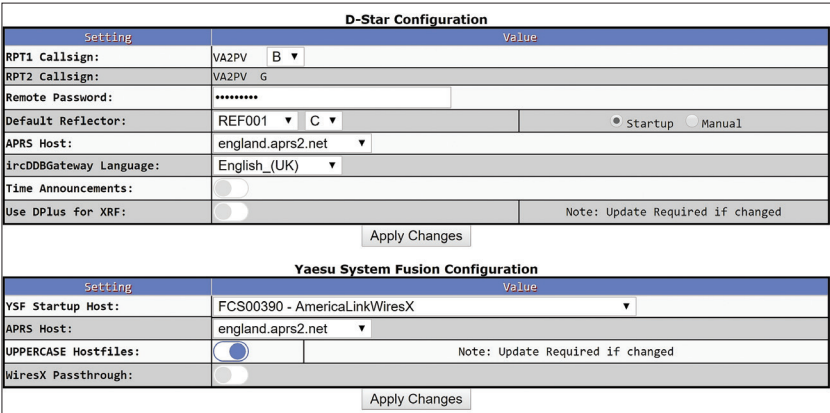 D-Star Configuration
Setting Value
RPT1 Callsign: VA2PV B
RPT2 Callsign: VA2PV G
Remote Password: •••••••••
Default Reflector: REF001 C Startup Manual
APRS Host: england.aprs2.net
ircDDBGateway Language: English_(UK)
Time Announcements:
Use DPlus for XRF: Note: Update Required if changed
Apply Changes
Yaesu System Fusion Configuration
Setting Value
YSF Startup Host: FCS00390 - AmericaLinkWiresX
APRS Host: england.aprs2.net
UPPERCASE Hostfiles: Note: Update Required if changed
WiresX Passthrough:
Apply Changes